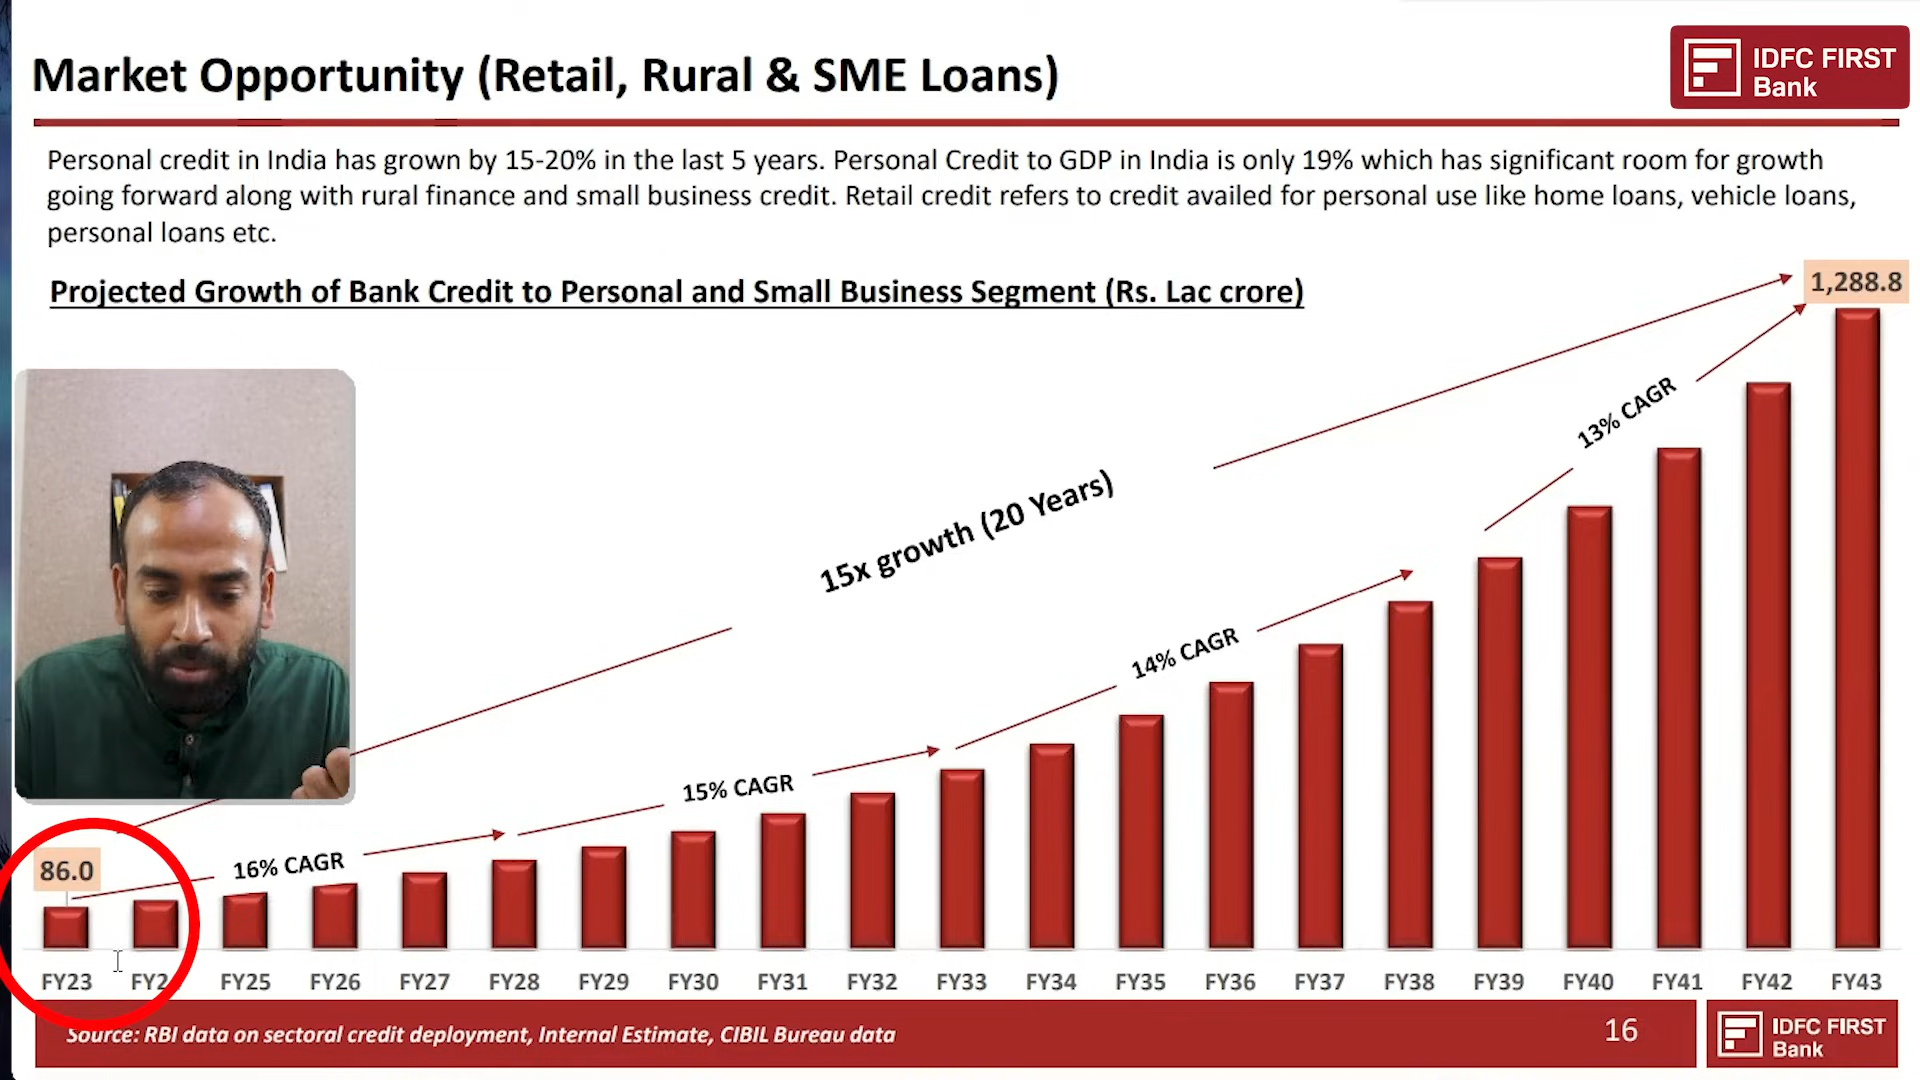 Market Opportunity (Retail, Rural & SME Loans)
IDFC FIRST
Bank
Personal credit in India has grown by 15-20% in the last 5 years. Personal Credit to GDP in India is only 19% which has significant room for growth
going forward along with rural finance and small business credit. Retail credit refers to credit availed for personal use like home loans, vehicle loans,
personal loans etc.
Projected Growth of Bank Credit to Personal and Small Business Segment (Rs. Lac crore)
1,288.8
13% CAGR
15x growth (20 Years)
14% CAGR
15% CAGR
16% CAGR
86.0
FY23 FY2 FY25 FY26 FY27 FY28 FY29 FY30 FY31 FY32 FY33 FY34 FY35 FY36 FY37 FY38 FY39 FY40 FY41 FY42 FY43
Source: RBI data on sectoral credit deployment, Internal Estimate, CIBIL Bureau data
16
IDFC FIRST
Bank